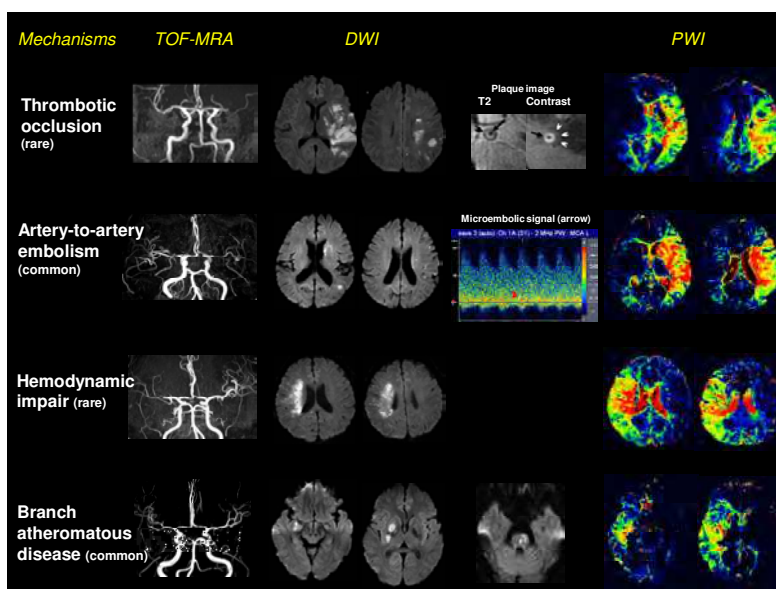 Mechanisms TOF-MRA DWI PWI
Plaque image
T2 Contrast
Thrombotic
occlusion
(rare)
Microembolic signal (arrow)
Artery-to-artery
embolism
(common)
Hemodynamic
impair (rare)
Branch
atheromatous
disease (common)